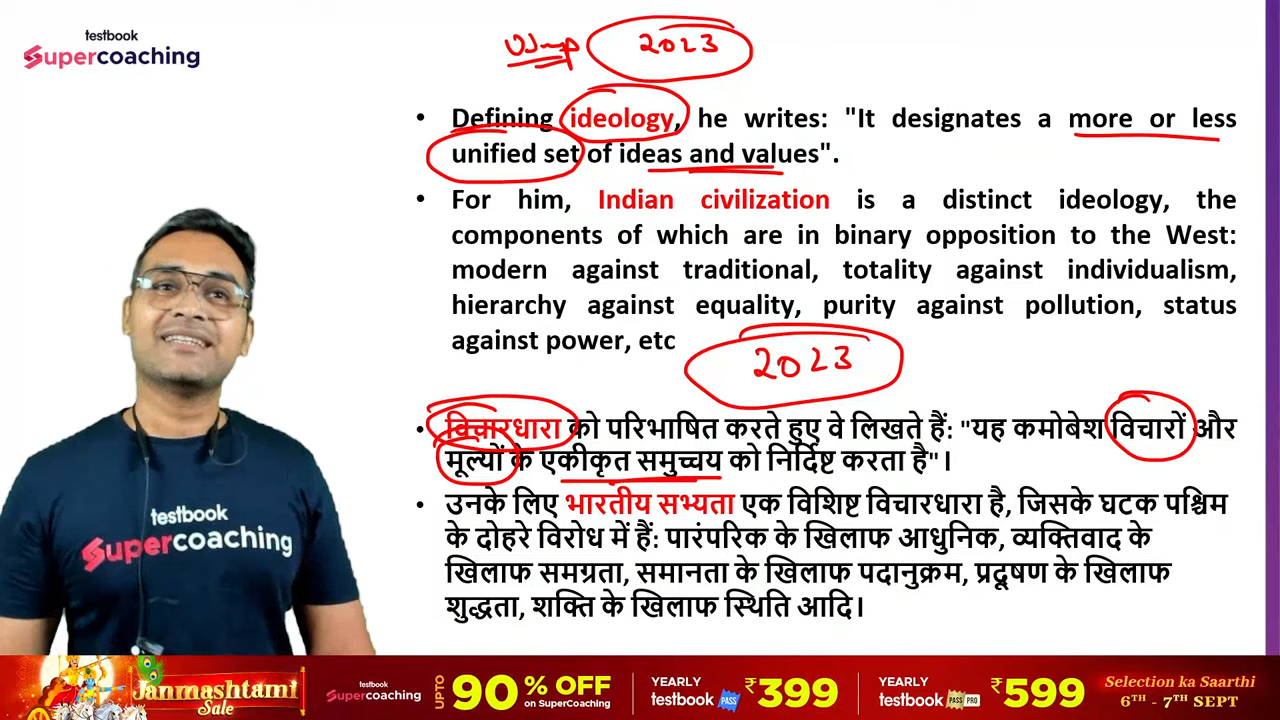 testbook
Supercoaching
V.Imp 2023
• Defining ideology, he writes: "It designates a more or less
unified set of ideas and values".
• For him, Indian civilization is a distinct ideology, the
components of which are in binary opposition to the West:
modern against traditional, totality against individualism,
hierarchy against equality, purity against pollution, status
against power, etc
2023
• विचारधारा को परिभाषित करते हुए वे लिखते हैं: "यह कमोबेश विचारों और
मूल्यों के एकीकृत समुच्चय को निर्दिष्ट करता है"।
• उनके लिए भारतीय सभ्यता एक विशिष्ट विचारधारा है, जिसके घटक पश्चिम
के दोहरे विरोध में हैं: पारंपरिक के खिलाफ आधुनिक, व्यक्तिवाद के
खिलाफ समग्रता, समानता के खिलाफ पदानुक्रम, प्रदूषण के खिलाफ
शुद्धता, शक्ति के खिलाफ स्थिति आदि।
testbook
Supercoaching
Janmashtami
Sale
testbook
Supercoaching
UPTO 90% OFF
on SuperCoaching
YEARLY
testbook PASS
₹399
YEARLY
testbook PASS PRO
₹599
Selection ka Saarthi
6TH - 7TH SEPT